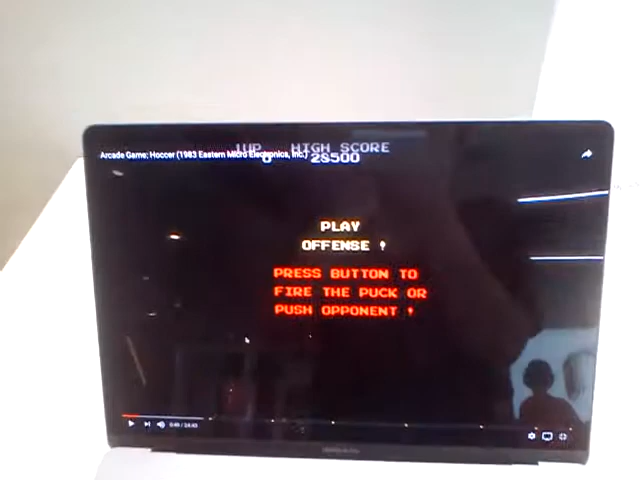 1UP HIGH SCORE
Arcade Game: Hoccer (1983 Eastern Micro Electronics, Inc.)
0 28500
PLAY
OFFENSE !
PRESS BUTTON TO
FIRE THE PUCK OR
PUSH OPPONENT !